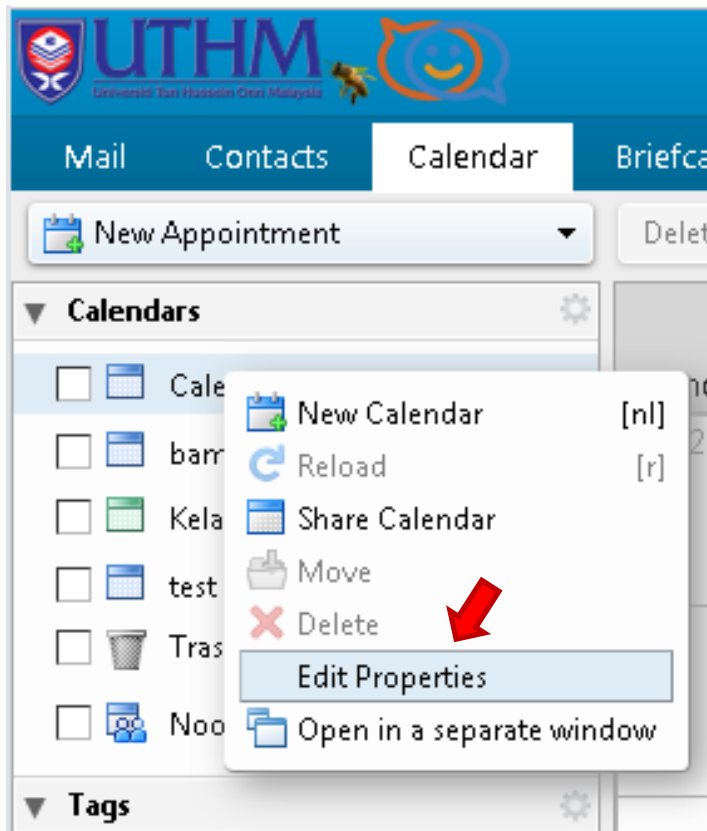 UTHM
Universiti Tun Hussein Onn Malaysia
Mail Contacts Calendar Briefca
New Appointment Delet
Calendars
Cale
New Calendar [nl]
bam
Reload [r]
Kela
Share Calendar
Move
test
Delete
Tras
Edit Properties
Noo
Open in a separate window
Tags